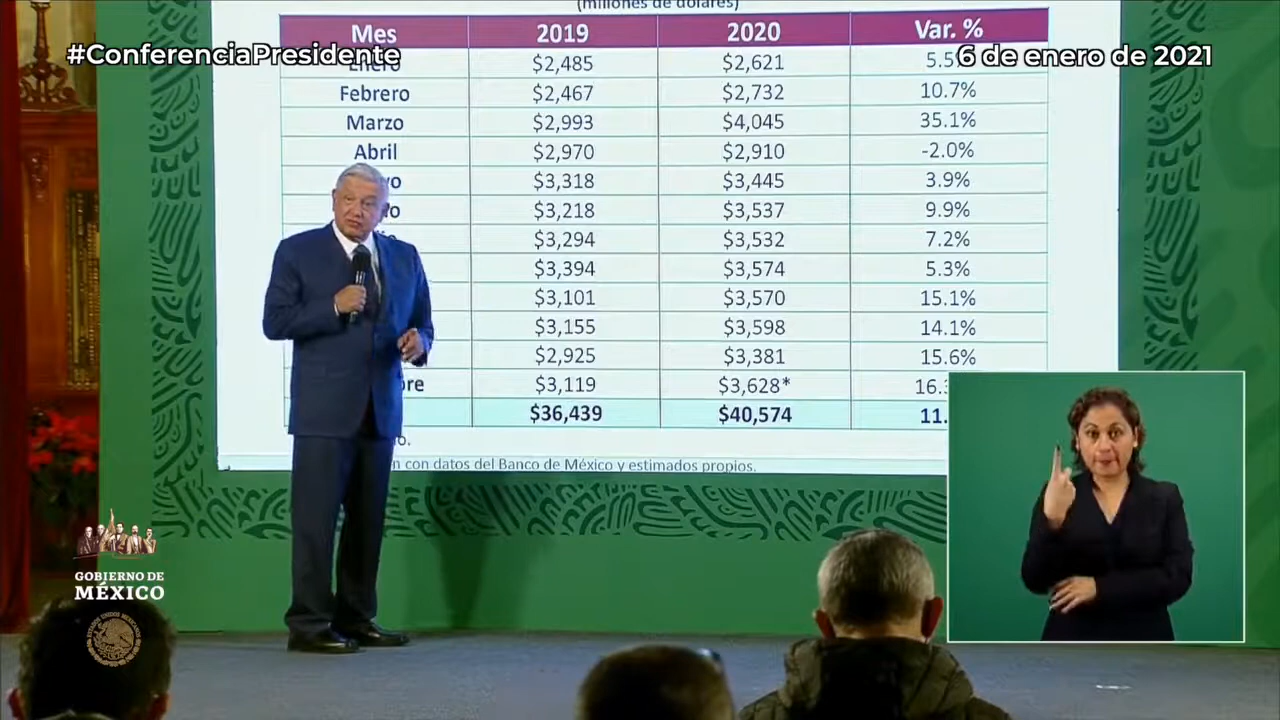 (millones de dólares)
#ConferenciaPresidente
6 de enero de 2021
Mes 2019 2020 Var. %
Enero $2,485 $2,621
Febrero $2,467 $2,732 10.7%
Marzo $2,993 $4,045 35.1%
Abril $2,970 $2,910 -2.0%
$3,318 $3,445 3.9%
$3,218 $3,537 9.9%
$3,294 $3,532 7.2%
$3,394 $3,574 5.3%
$3,101 $3,570 15.1%
$3,155 $3,598 14.1%
$2,925 $3,381 15.6%
bre $3,119 $3,628* 16.
$36,439 $40,574 11.
o.
n con datos del Banco de México y estimados propios.
GOBIERNO DE
MÉXICO